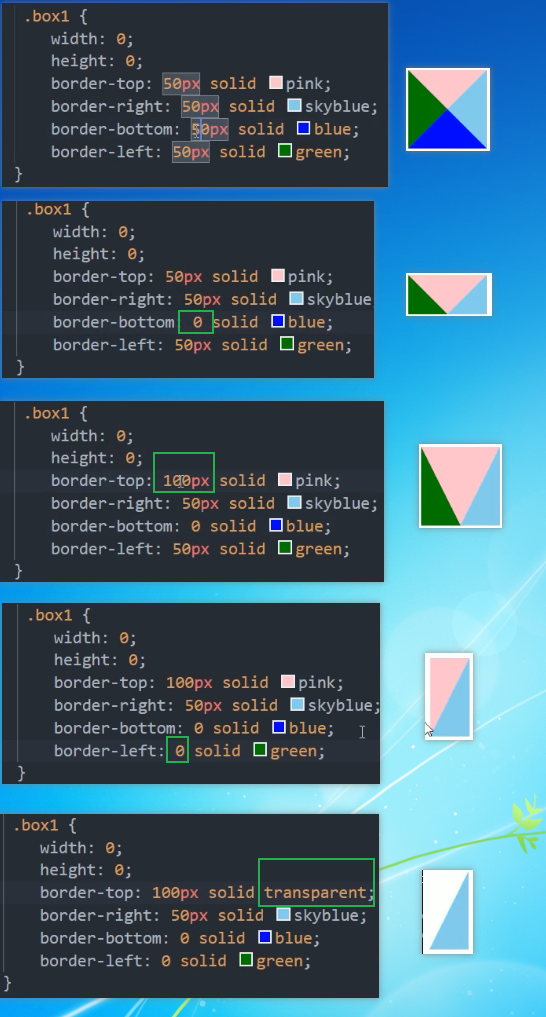 .box1 {
width: 0;
height: 0;
border-top: 50px solid pink;
border-right: 50px solid skyblue;
border-bottom: 50px solid blue;
border-left: 50px solid green;
}
.box1 {
width: 0;
height: 0;
border-top: 50px solid pink;
border-right: 50px solid skyblue
border-bottom 0 solid blue;
border-left: 50px solid green;
}
.box1 {
width: 0;
height: 0;
border-top: 100px solid pink;
border-right: 50px solid skyblue;
border-bottom: 0 solid blue;
border-left: 50px solid green;
}
.box1 {
width: 0;
height: 0;
border-top: 100px solid pink;
border-right: 50px solid skyblue;
border-bottom: 0 solid blue;
border-left: 0 solid green;
}
.box1 {
width: 0;
height: 0;
border-top: 100px solid transparent;
border-right: 50px solid skyblue;
border-bottom: 0 solid blue;
border-left: 0 solid green;
}